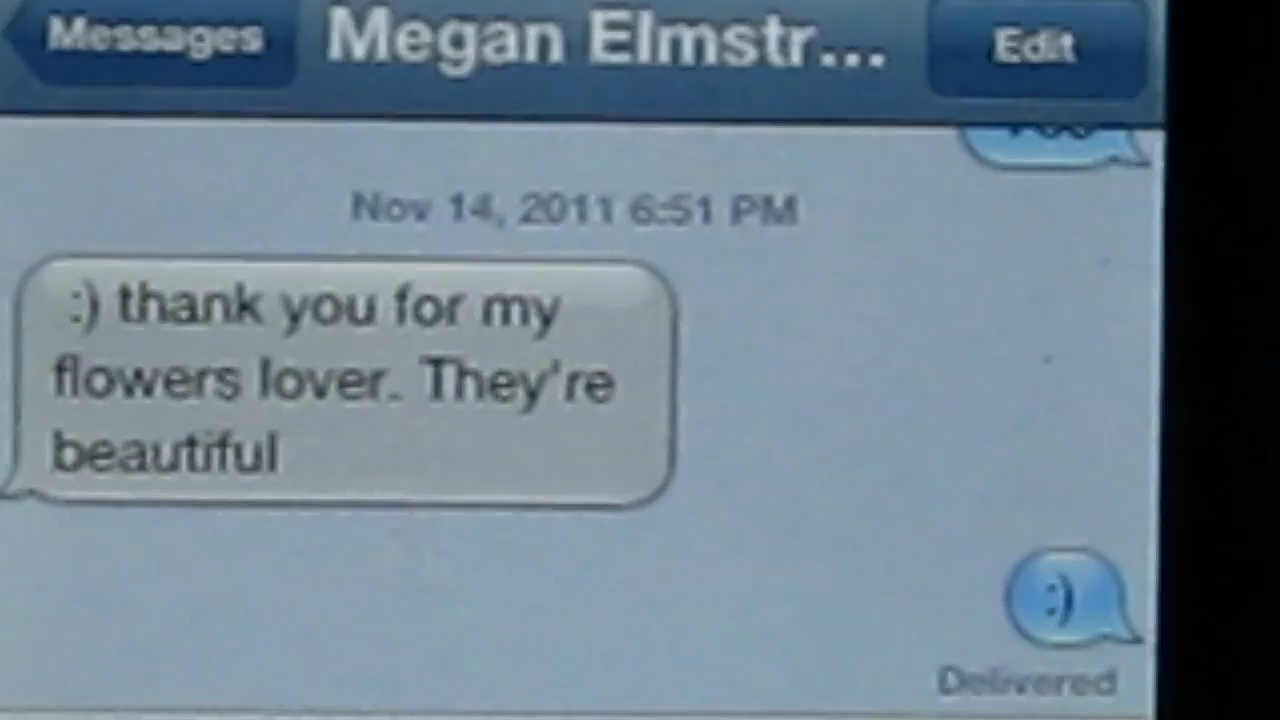 Messages Megan Elmstr... Edit
Nov 14, 2011 6:51 PM
:) thank you for my
flowers lover. They're
beautiful
:)
Delivered